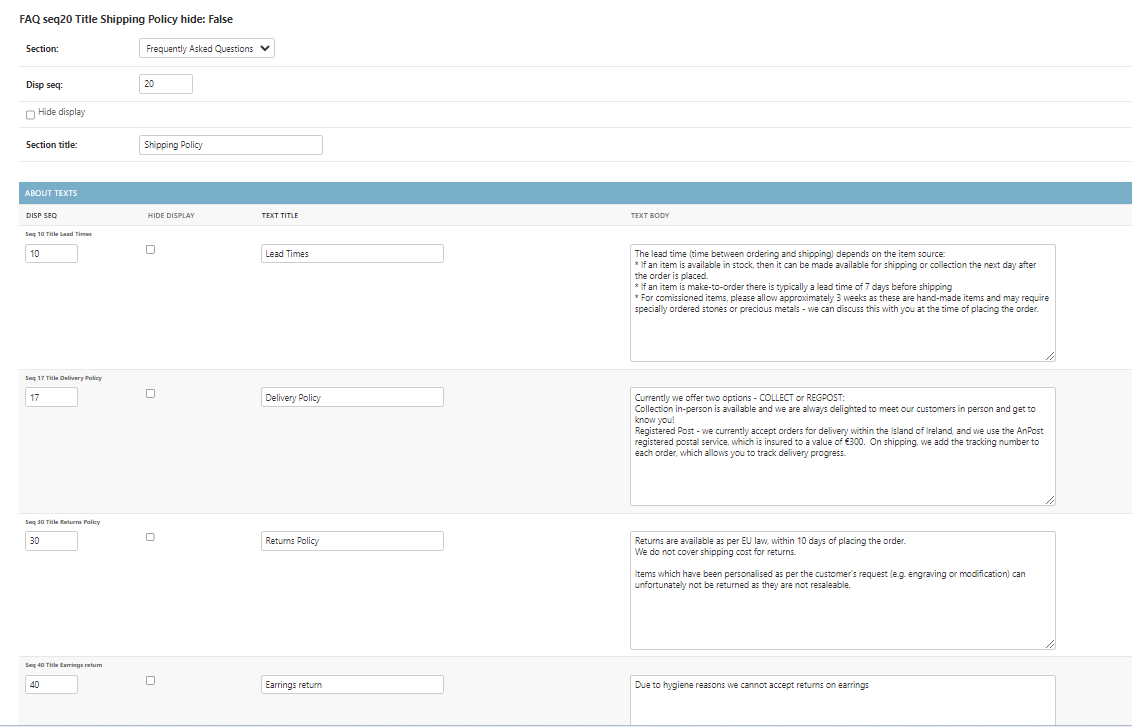 FAQ seq20 Title Shipping Policy hide: False
Section:
Frequently Asked Questions
Disp seq:
20
Hide display
Section title:
Shipping Policy
ABOUT TEXTS
DISP SEQ
HIDE DISPLAY
TEXT TITLE
TEXT BODY
Seq 10 Title Lead Times
10
Lead Times
The lead time (time between ordering and shipping) depends on the item source:
* If an item is available in stock, then it can be made available for shipping or collection the next day after
the order is placed.
* If an item is make-to-order there is typically a lead time of 7 days before shipping
* For comissioned items, please allow approximately 3 weeks as these are hand-made items and may require
specially ordered stones or precious metals - we can discuss this with you at the time of placing the order.
Seq 17 Title Delivery Policy
17
Delivery Policy
Currently we offer two options - COLLECT or REGPOST:
Collection in-person is available and we are always delighted to meet our customers in person and get to
know you!
Registered Post - we currently accept orders for delivery within the Island of Ireland, and we use the AnPost
registered postal service, which is insured to a value of €300. On shipping, we add the tracking number to
each order, which allows you to track delivery progress.
Seq 30 Title Returns Policy
30
Returns Policy
Returns are available as per EU law, within 10 days of placing the order.
We do not cover shipping cost for returns.
Items which have been personalised as per the customer's request (e.g. engraving or modification) can
unfortunately not be returned as they are not resaleable.
Seq 40 Title Earrings return
40
Earrings return
Due to hygiene reasons we cannot accept returns on earrings